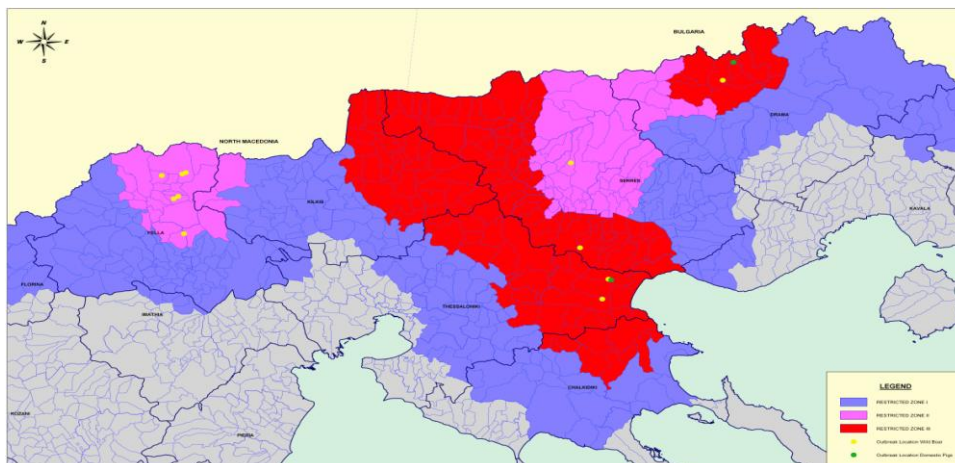 N
W E
S
BULGARIA
NORTH MACEDONIA
DRAMA
SERRES
KAVALA
KILKIS
PELLA
FLORINA
THESSALONIKI
IMATHIA
CHALKIDIKI
KOZANI
PIERIA
LEGEND
RESTRICTED ZONE I
RESTRICTED ZONE II
RESTRICTED ZONE III
Outbreak Location Wild Boar
Outbreak Location Domestic Pigs